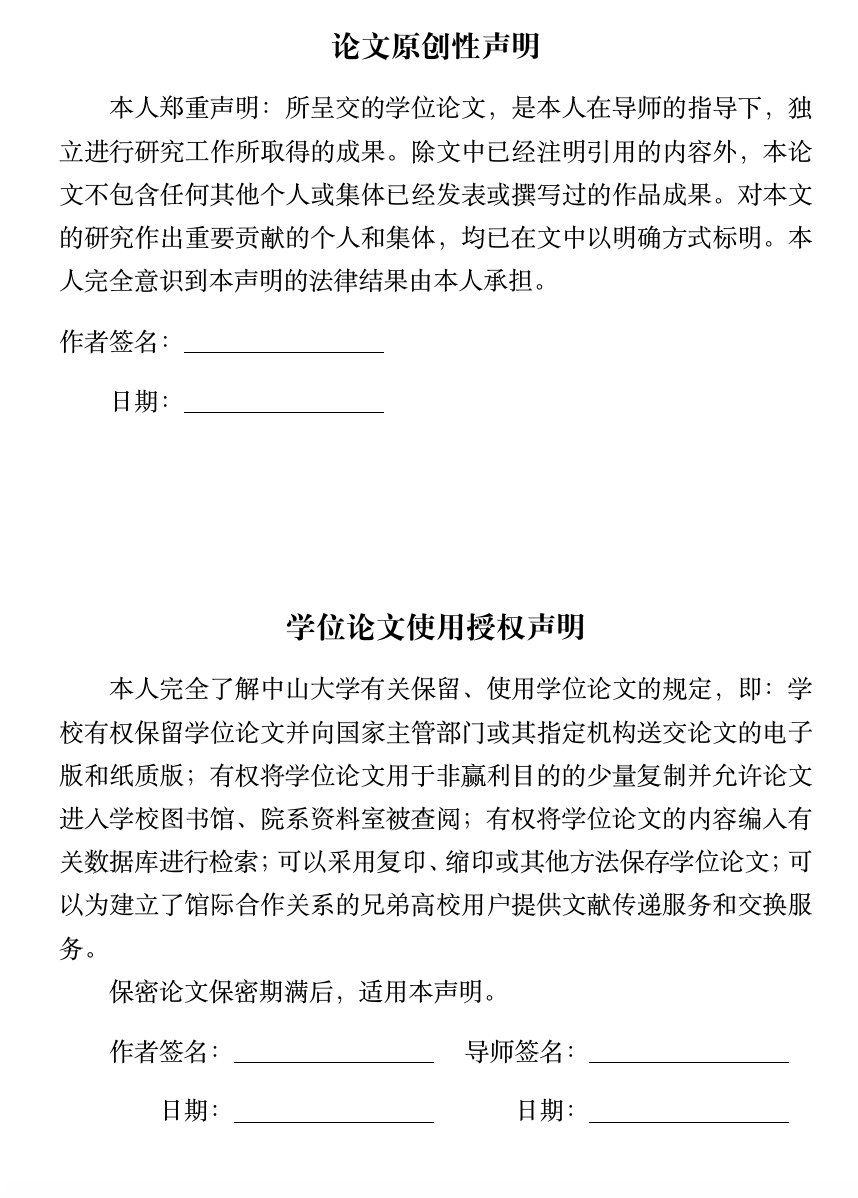 论文原创性声明
本人郑重声明：所呈交的学位论文，是本人在导师的指导下，独
立进行研究工作所取得的成果。除文中已经注明引用的内容外，本论
文不包含任何其他个人或集体已经发表或撰写过的作品成果。对本文
的研究作出重要贡献的个人和集体，均已在文中以明确方式标明。本
人完全意识到本声明的法律结果由本人承担。
作者签名：
日期：
学位论文使用授权声明
本人完全了解中山大学有关保留、使用学位论文的规定，即：学
校有权保留学位论文并向国家主管部门或其指定机构送交论文的电子
版和纸质版；有权将学位论文用于非赢利目的的少量复制并允许论文
进入学校图书馆、院系资料室被查阅；有权将学位论文的内容编入有
关数据库进行检索；可以采用复印、缩印或其他方法保存学位论文；可
以为建立了馆际合作关系的兄弟高校用户提供文献传递服务和交换服
务。
保密论文保密期满后，适用本声明。
作者签名： 导师签名：
日期： 日期：